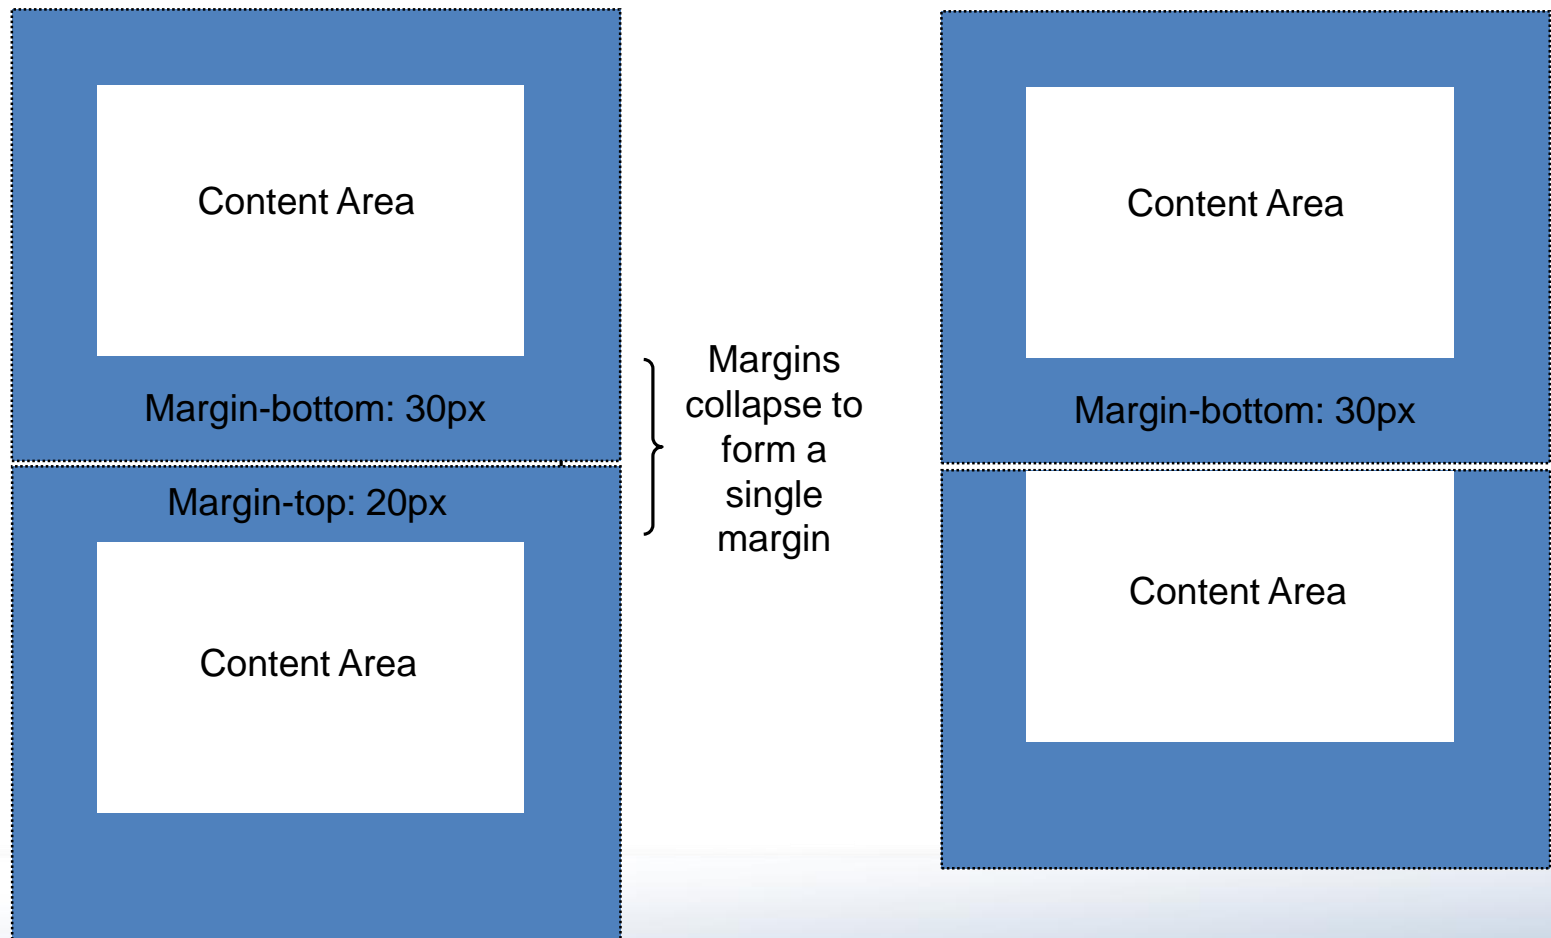 Content Area
Margin-bottom: 30px
Margin-top: 20px
Content Area
Margins
collapse to
form a
single
margin
Content Area
Margin-bottom: 30px
Content Area